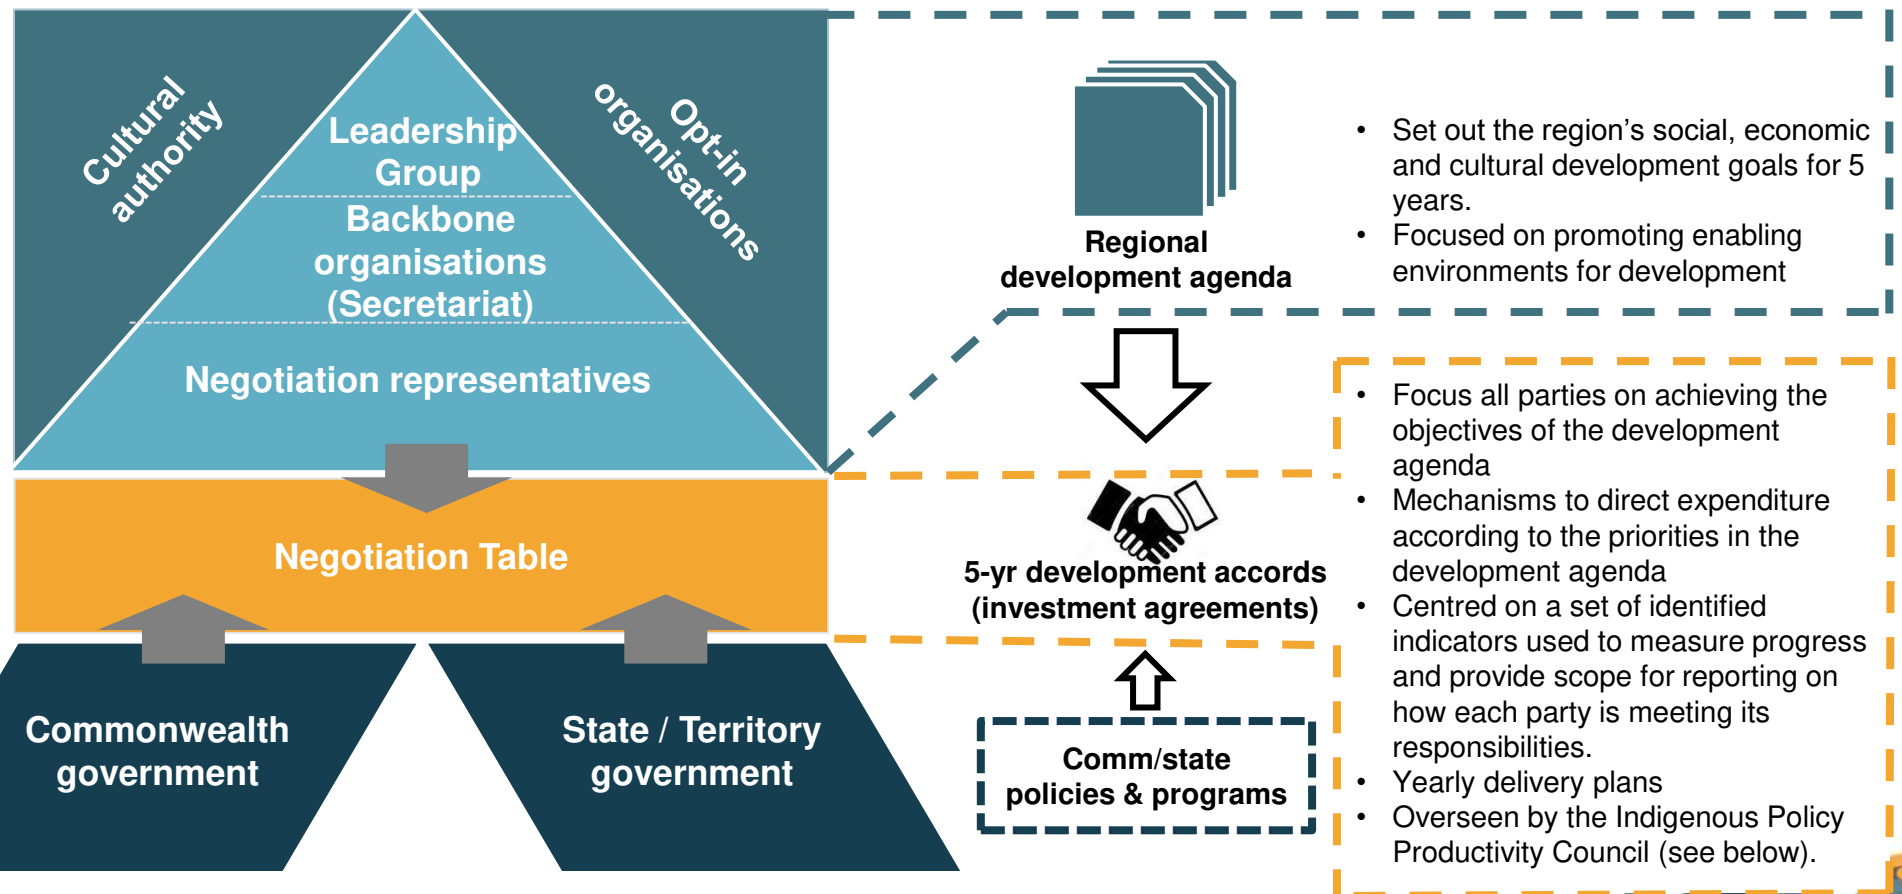 Cultural
authority
Opt-in
organisations
Leadership
Group
Backbone
organisations
(Secretariat)
Negotiation representatives
Negotiation Table
Commonwealth
government
State / Territory
government
Regional
development agenda
• Set out the region’s social, economic
and cultural development goals for 5
years.
• Focused on promoting enabling
environments for development
5-yr development accords
(investment agreements)
Comm/state
policies & programs
• Focus all parties on achieving the
objectives of the development
agenda
• Mechanisms to direct expenditure
according to the priorities in the
development agenda
• Centred on a set of identified
indicators used to measure progress
and provide scope for reporting on
how each party is meeting its
responsibilities.
• Yearly delivery plans
• Overseen by the Indigenous Policy
Productivity Council (see below).